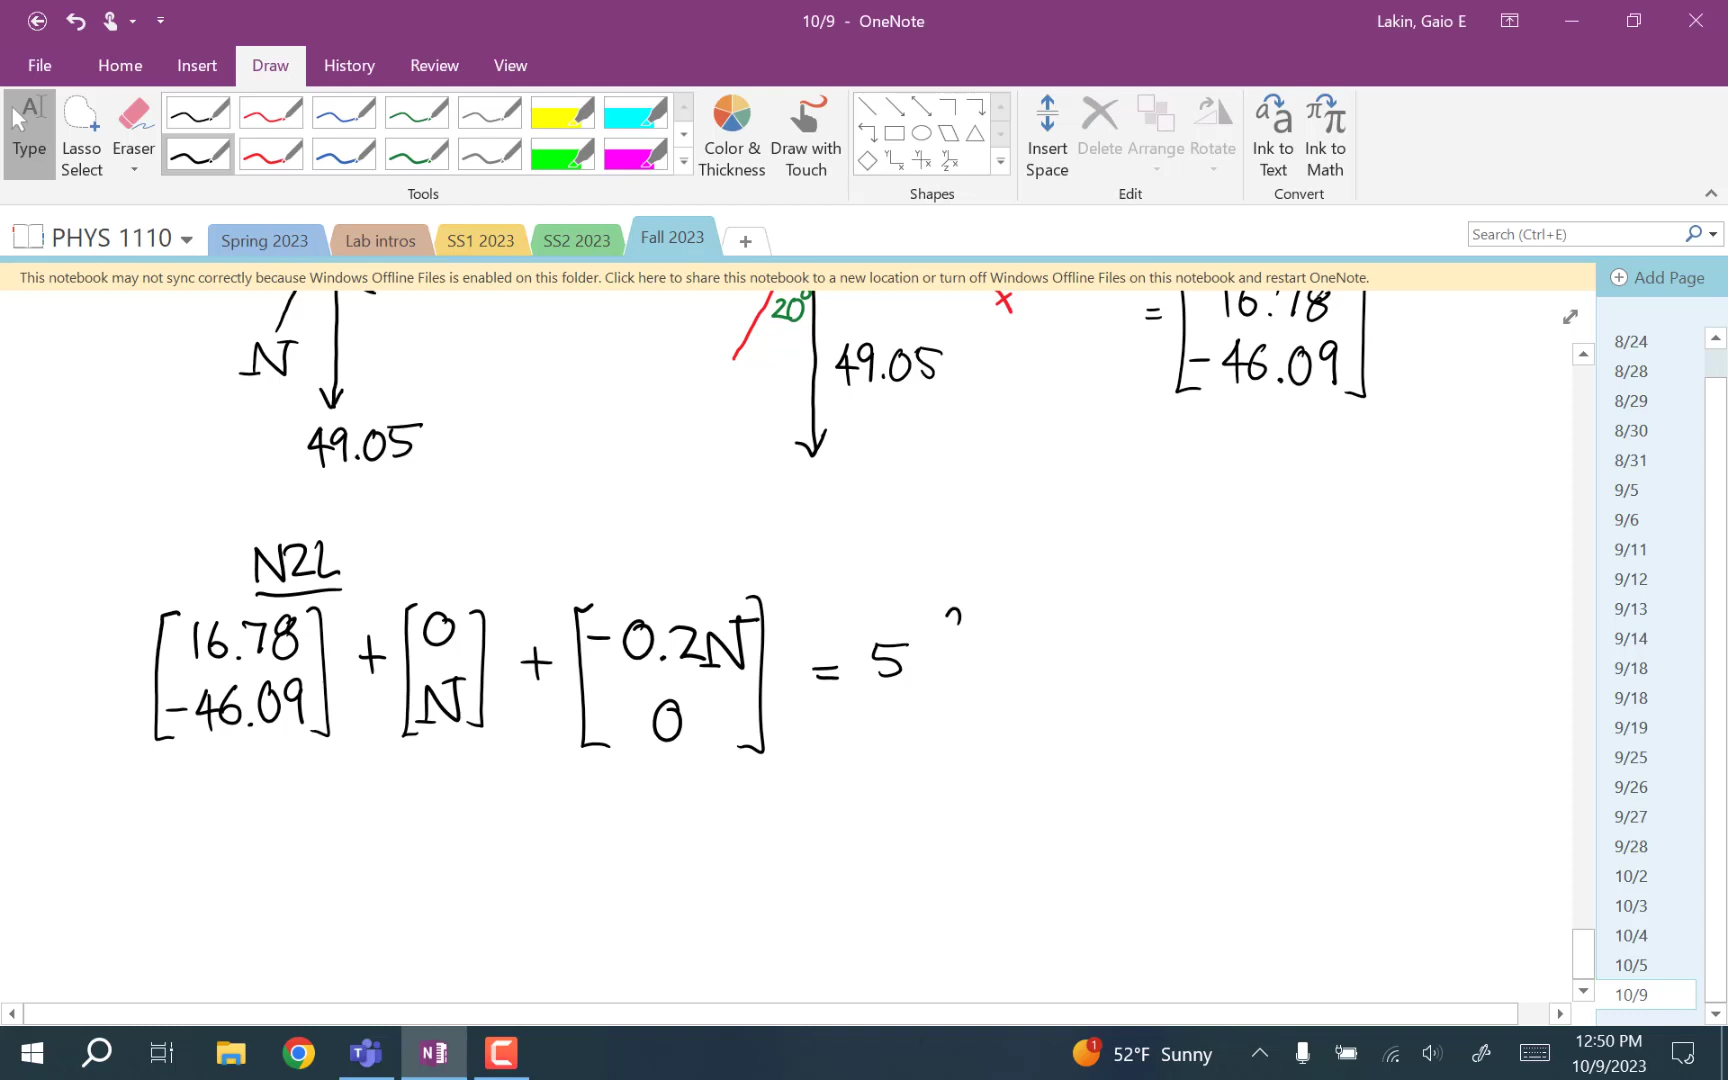 10/9 - OneNote
Lakin, Gaio E
File Home Insert Draw History Review View
Type
Lasso Select
Eraser
Color & Thickness
Draw with Touch
Insert Space
Delete
Arrange
Rotate
Ink to Text
Ink to Math
Tools
Shapes
Edit
Convert
PHYS 1110
Spring 2023
Lab intros
SS1 2023
SS2 2023
Fall 2023
Search (Ctrl+E)
This notebook may not sync correctly because Windows Offline Files is enabled on this folder. Click here to share this notebook to a new location or turn off Windows Offline Files on this notebook and restart OneNote.
Add Page
N
49.05
20°
49.05
x
= [16.78
-46.09]
N2L
[16.78 + [0 + [-0.2N = 5
-46.09] N] 0]
8/24
8/28
8/29
8/30
8/31
9/5
9/6
9/11
9/12
9/13
9/14
9/18
9/18
9/19
9/25
9/26
9/27
9/28
10/2
10/3
10/4
10/5
10/9
1
52°F Sunny
12:50 PM
10/9/2023